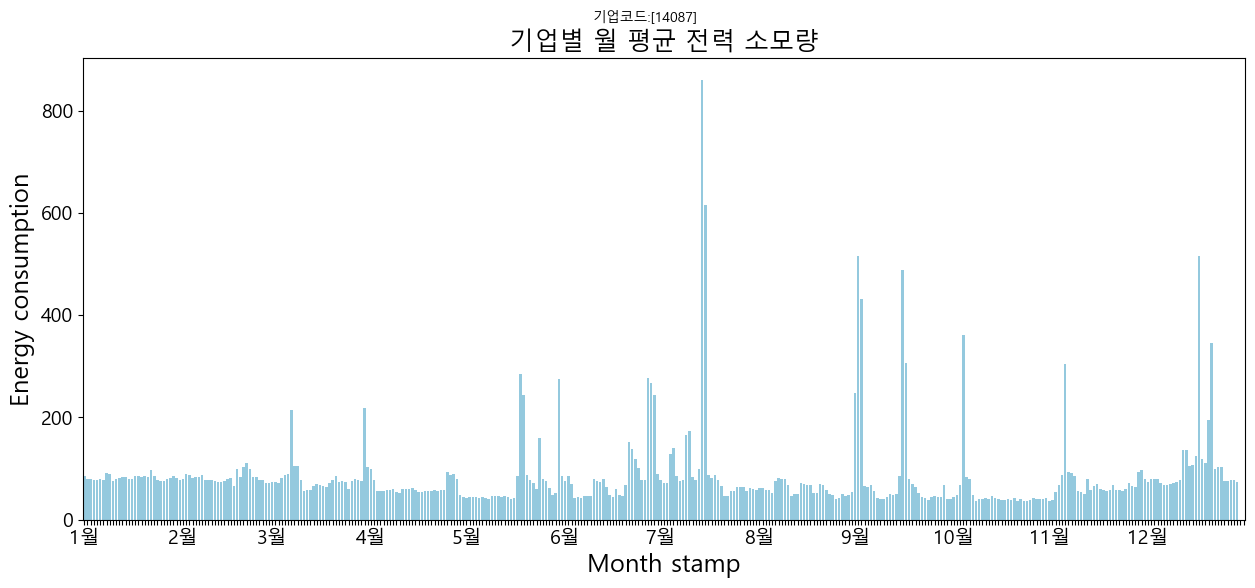 기업코드:[14087]
기업별 월 평균 전력 소모량
Energy consumption
800
600
400
200
0
1월 2월 3월 4월 5월 6월 7월 8월 9월 10월 11월 12월
Month stamp